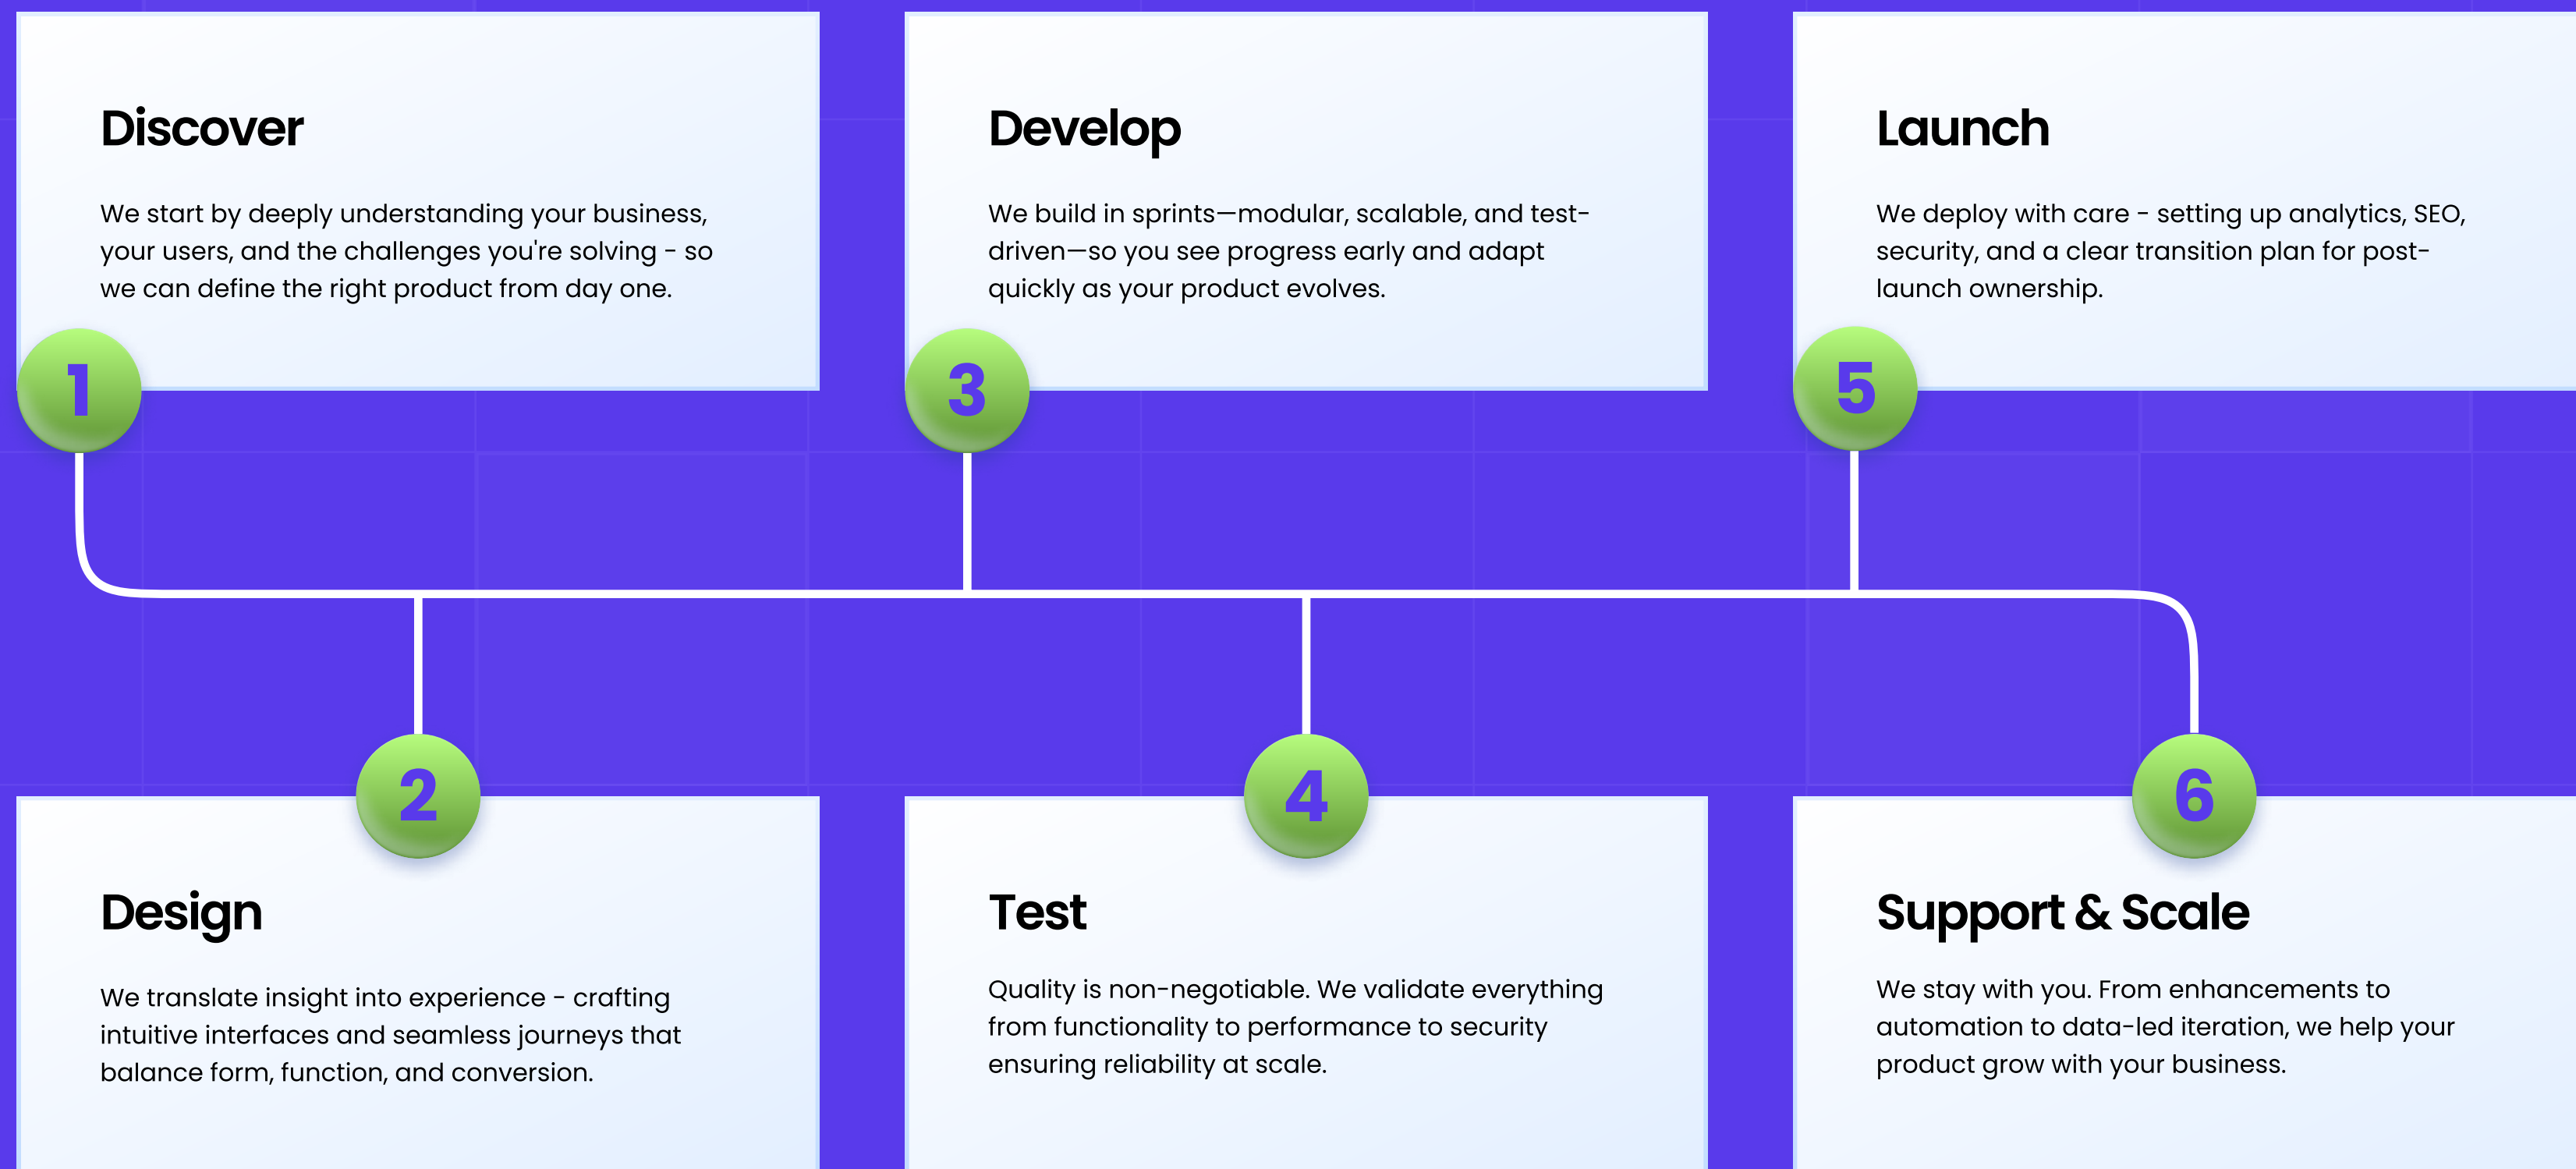 Discover
We start by deeply understanding your business,
your users, and the challenges you're solving - so
we can define the right product from day one.
1
Design
2
We translate insight into experience - crafting
intuitive interfaces and seamless journeys that
balance form, function, and conversion.
Develop
We build in sprints—modular, scalable, and test-
driven—so you see progress early and adapt
quickly as your product evolves.
3
4
Test
Quality is non-negotiable. We validate everything
from functionality to performance to security
ensuring reliability at scale.
Launch
We deploy with care - setting up analytics, SEO,
security, and a clear transition plan for post-
launch ownership.
5
6
Support & Scale
We stay with you. From enhancements to
automation to data-led iteration, we help your
product grow with your business.